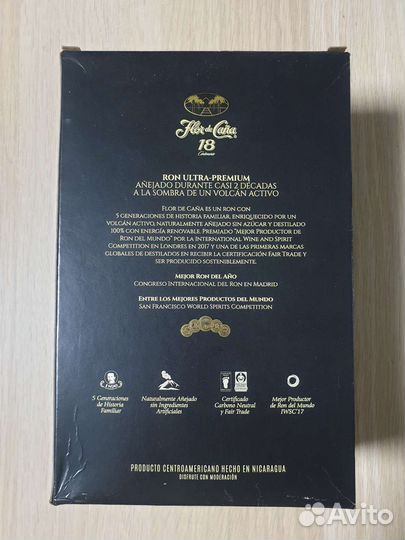 Flor de Caña
18
Centenario
RON ULTRA-PREMIUM
AÑEJADO DURANTE CASI 2 DÉCADAS
A LA SOMBRA DE UN VOLCÁN ACTIVO
FLOR DE CAÑA ES UN RON CON
5 GENERACIONES DE HISTORIA FAMILIAR, ENRIQUECIDO POR UN
VOLCÁN ACTIVO, NATURALMENTE AÑEJADO SIN AZÚCAR Y DESTILADO
100% CON ENERGÍA RENOVABLE. PREMIADO "MEJOR PRODUCTOR DE
RON DEL MUNDO" POR LA INTERNATIONAL WINE AND SPIRIT
COMPETITION EN LONDRES EN 2017 Y UNA DE LAS PRIMERAS MARCAS
GLOBALES DE DESTILADOS EN RECIBIR LA CERTIFICACIÓN FAIR TRADE Y
SER PRODUCIDO SOSTENIBLEMENTE.
MEJOR RON DEL AÑO
CONGRESO INTERNACIONAL DEL RON EN MADRID
ENTRE LOS MEJORES PRODUCTOS DEL MUNDO
SAN FRANCISCO WORLD SPIRITS COMPETITION
5 Generaciones
de Historia
Familiar
Naturalmente Añejado
sin Ingredientes
Artificiales
Certificado
Carbono Neutral
y Fair Trade
Mejor Productor
de Ron del Mundo
IWSC'17
PRODUCTO CENTROAMERICANO HECHO EN NICARAGUA
DISFRUTE CON MODERACIÓN
Avito